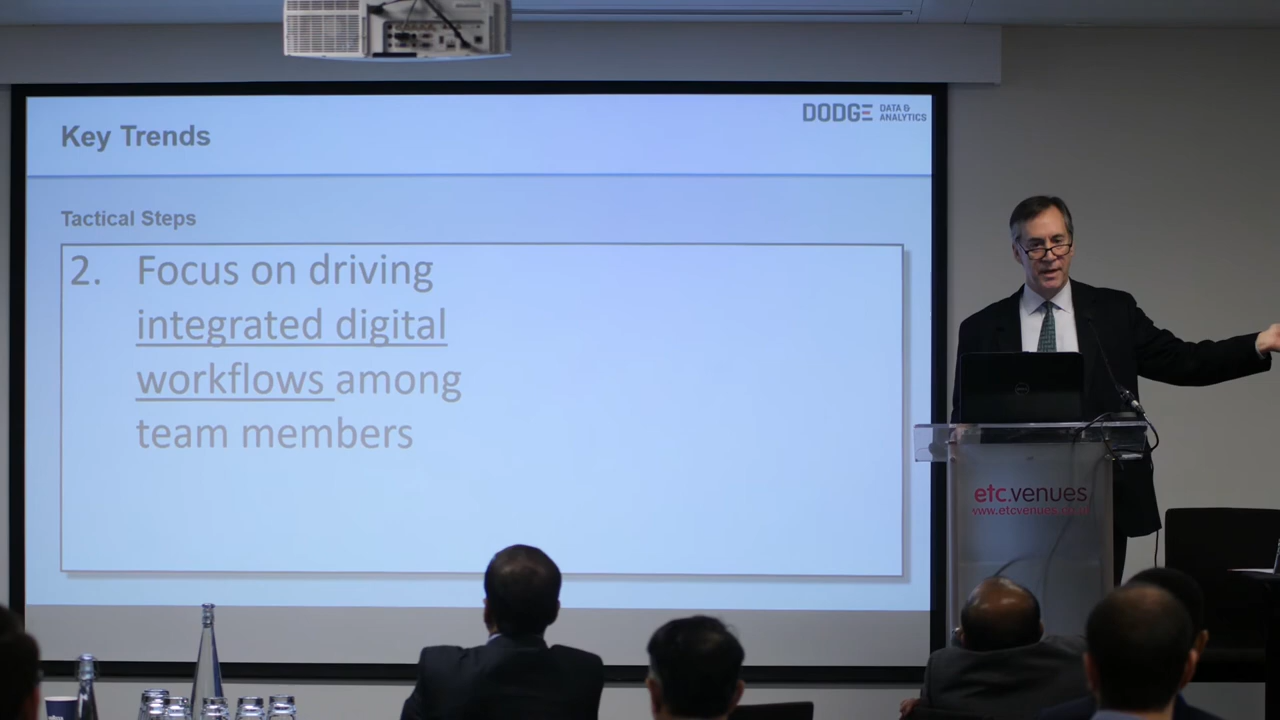 DODGE DATA &
ANALYTICS
Key Trends
Tactical Steps
2. Focus on driving
integrated digital
workflows among
team members
etc.venues